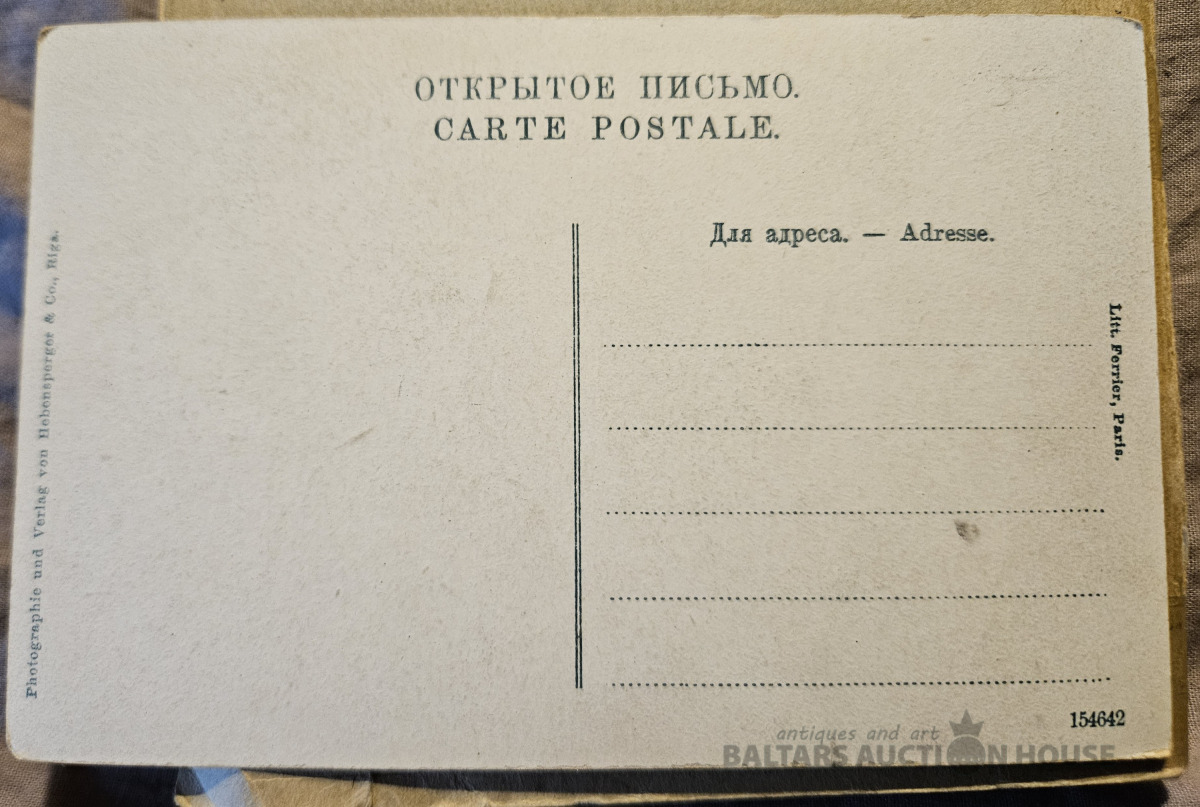 ОТКРЫТОЕ ПИСЬМО.
CARTE POSTALE.
Для адреса. — Adresse.
Photographie und Verlag von Hebensperger & Co., Riga.
Litt. Ferrier, Paris.
154642
antiques and art
BALTARS AUCTION HOUSE